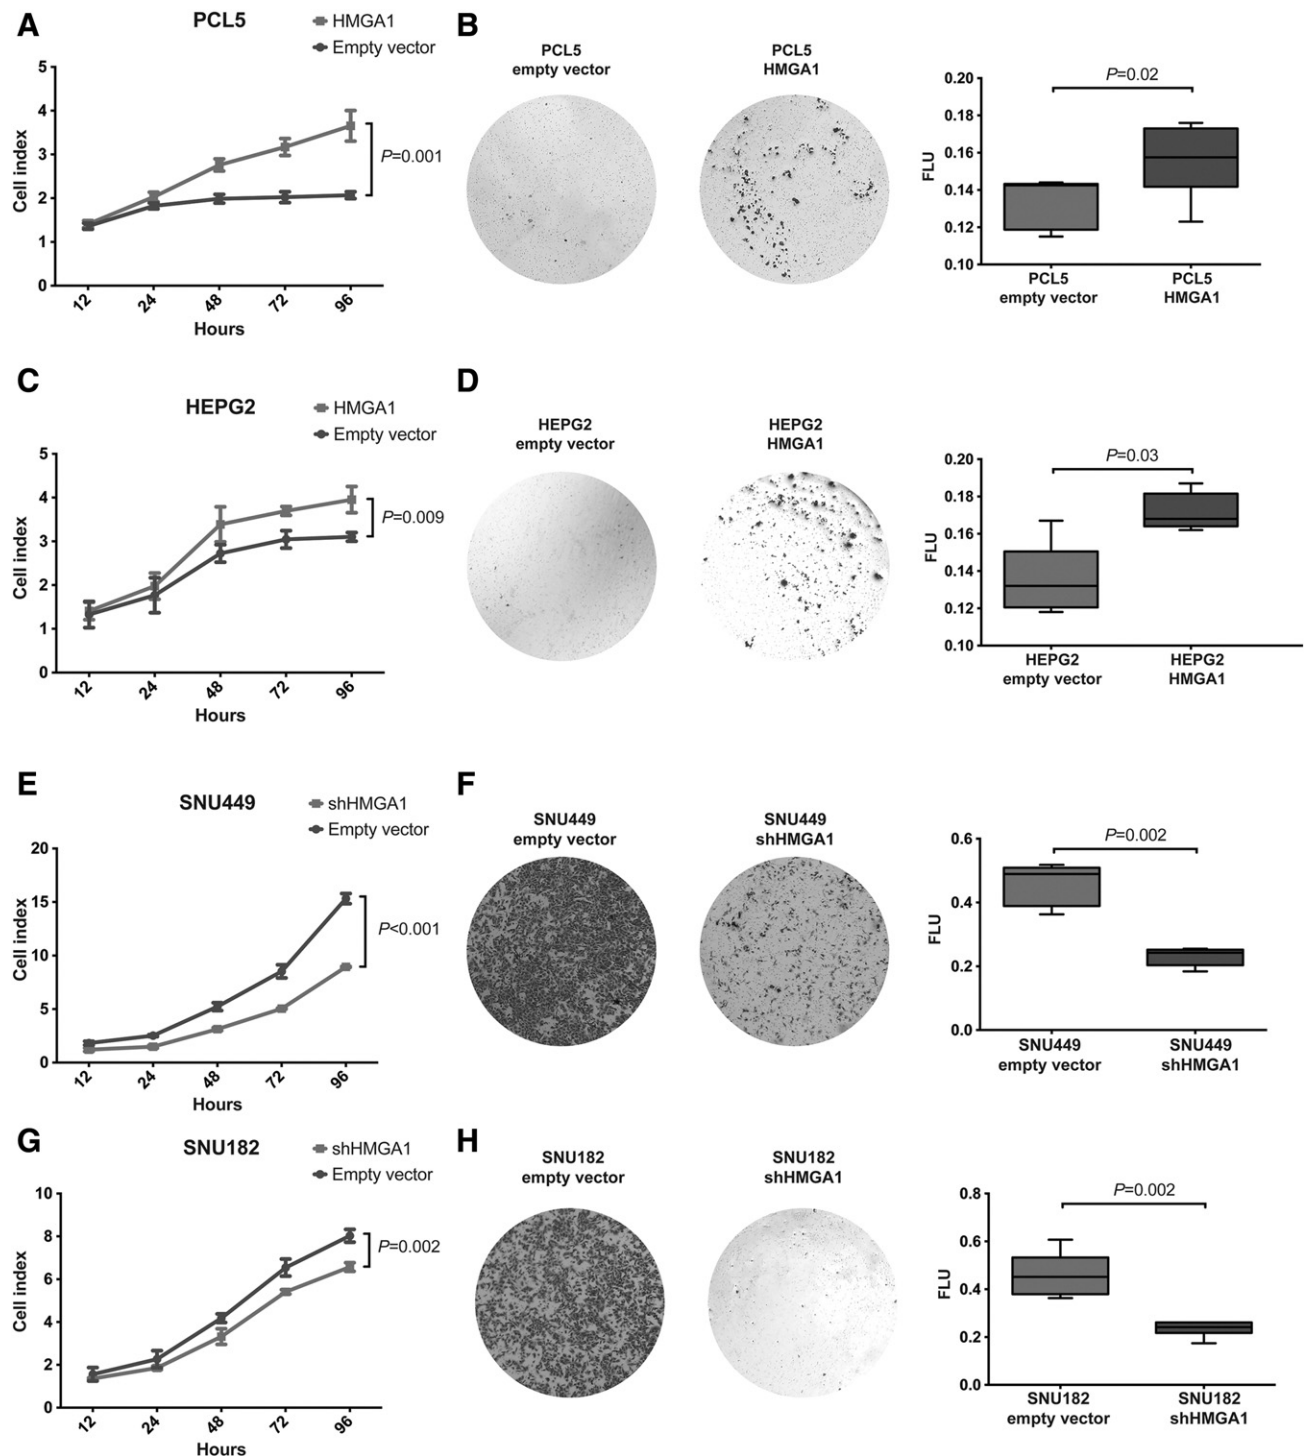 A
PCL5
HMGA1
Empty vector
5
4
3
2
1
0
Cell index
P=0.001
12
24
48
72
96
Hours
B
PCL5
empty vector
PCL5
HMGA1
P=0.02
0.20
0.18
0.16
0.14
0.12
0.10
FLU
PCL5
empty vector
PCL5
HMGA1
C
HEPG2
HMGA1
Empty vector
5
4
3
2
1
0
Cell index
P=0.009
12
24
48
72
96
Hours
D
HEPG2
empty vector
HEPG2
HMGA1
P=0.03
0.20
0.18
0.16
0.14
0.12
0.10
FLU
HEPG2
empty vector
HEPG2
HMGA1
E
SNU449
shHMGA1
Empty vector
20
15
10
5
0
Cell index
P<0.001
12
24
48
72
96
Hours
F
SNU449
empty vector
SNU449
shHMGA1
P=0.002
0.6
0.4
0.2
0.0
FLU
SNU449
empty vector
SNU449
shHMGA1
G
SNU182
shHMGA1
Empty vector
10
8
6
4
2
0
Cell index
P=0.002
12
24
48
72
96
Hours
H
SNU182
empty vector
SNU182
shHMGA1
P=0.002
0.8
0.6
0.4
0.2
0.0
FLU
SNU182
empty vector
SNU182
shHMGA1